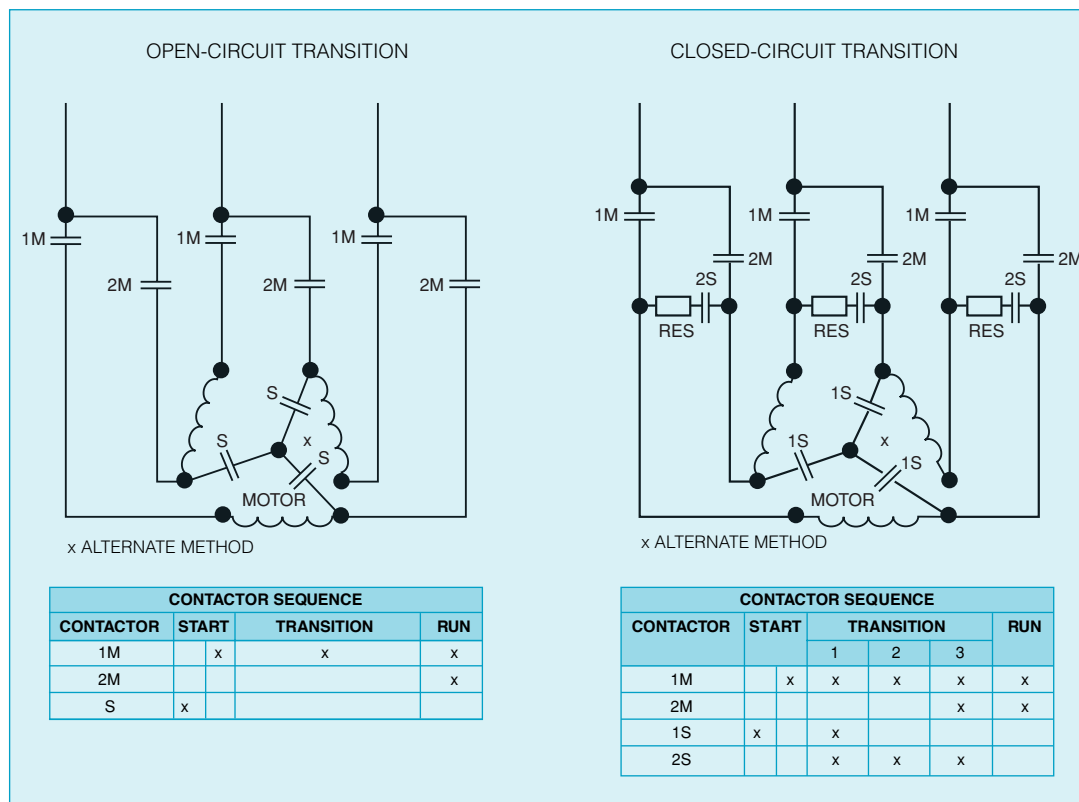 OPEN-CIRCUIT TRANSITION
1M
1M
1M
2M
2M
2M
S
S
x
S
MOTOR
x ALTERNATE METHOD
CONTACTOR SEQUENCE
CONTACTOR START TRANSITION RUN
1M x x x
2M x
S x
CLOSED-CIRCUIT TRANSITION
1M
1M
1M
2M
2M
2M
2S
2S
2S
RES
RES
RES
1S
1S
x
1S
MOTOR
x ALTERNATE METHOD
CONTACTOR SEQUENCE
CONTACTOR START TRANSITION RUN
1 2 3
1M x x x x x
2M x x
1S x x
2S x x x